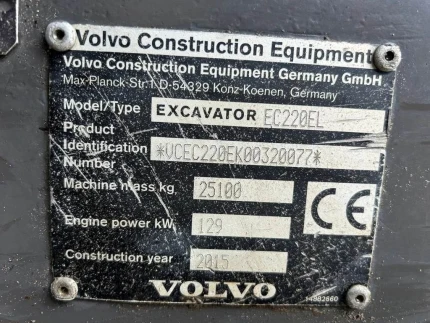 Volvo Construction Equipment
Volvo Construction Equipment Germany GmbH
Max-Planck-Str.1 D-54329 Konz-Koenen, Germany
Model/Type EXCAVATOR EC220EL
Product
Identification *VCEC220EK00320077*
Number
Machine mass kg 25100
Engine power kW 129
CE
Construction year 2015
VOLVO
14982660